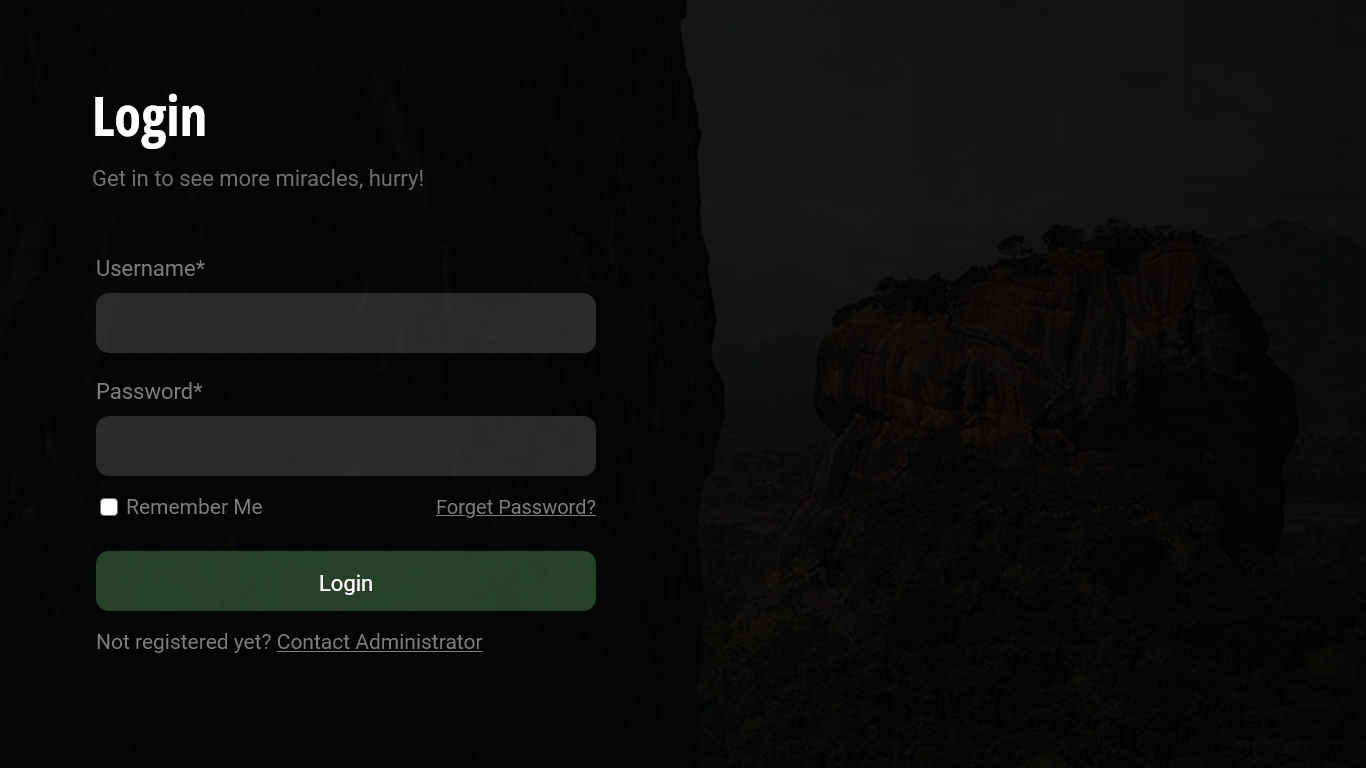 Login
Get in to see more miracles, hurry!
Username*
Password*
Remember Me
Forget Password?
Login
Not registered yet? Contact Administrator